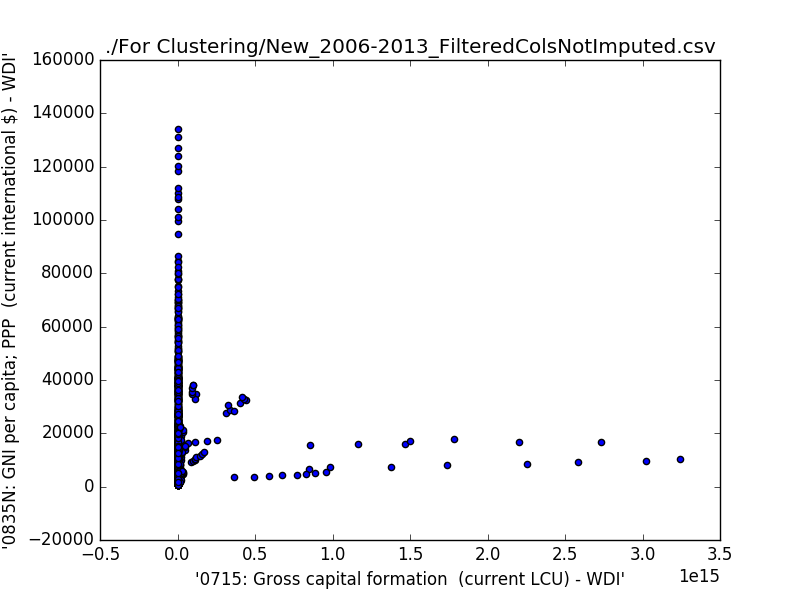 ./For Clustering/New_2006-2013_FilteredColsNotImputed.csv
160000
140000
120000
100000
80000
60000
40000
20000
0
−20000
'0835N: GNI per capita; PPP  (current international $) - WDI'
−0.5 0.0 0.5 1.0 1.5 2.0 2.5 3.0 3.5
1e15
'0715: Gross capital formation  (current LCU) - WDI'